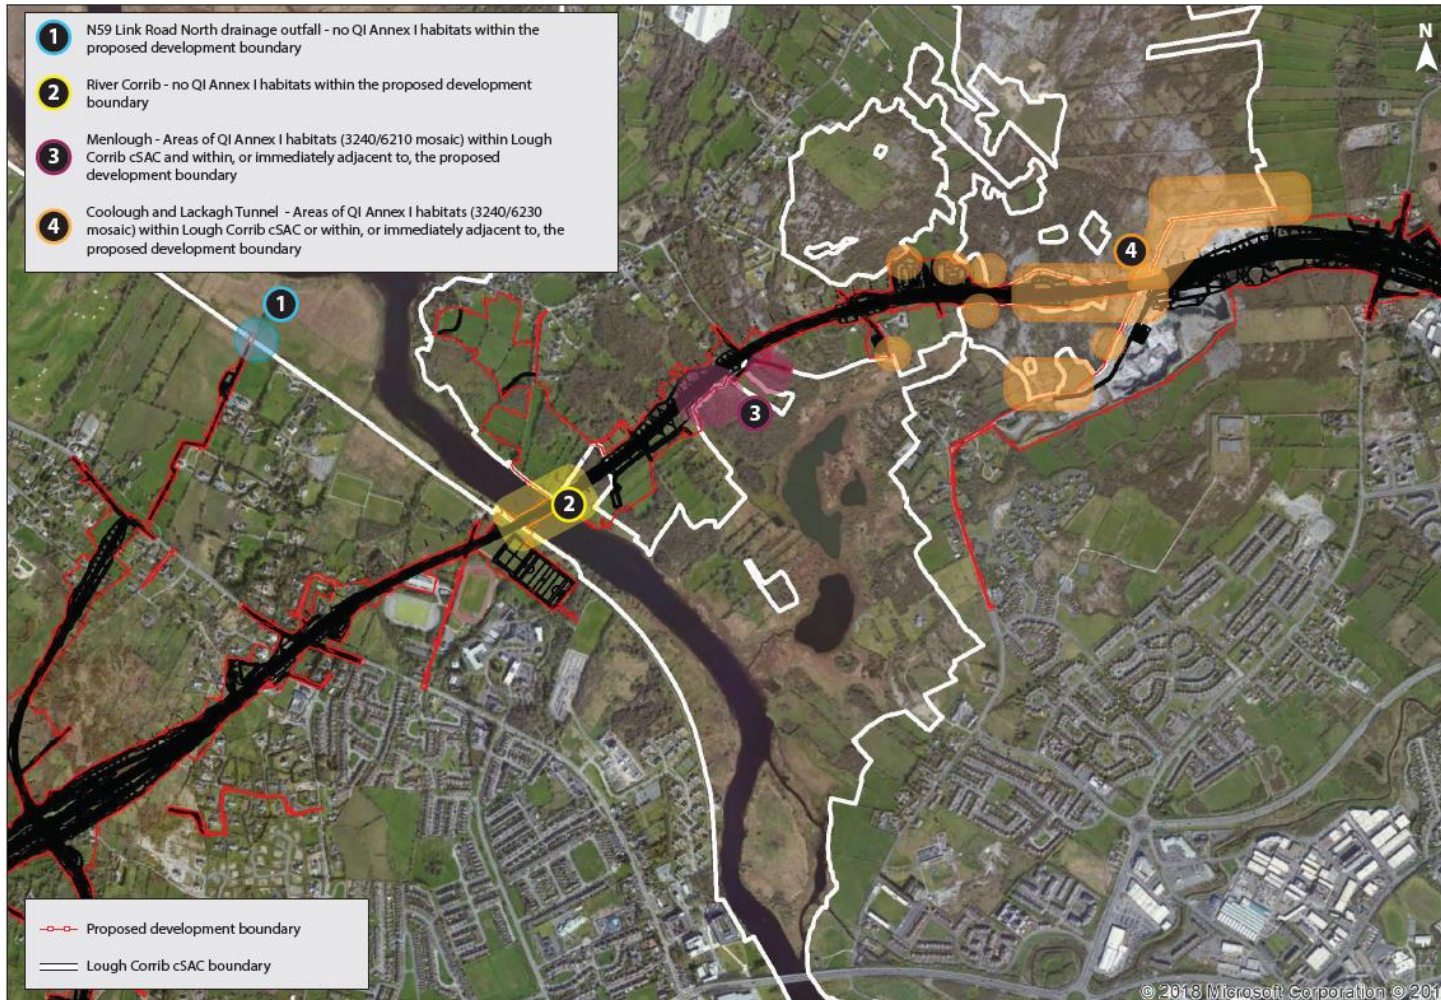 1
N59 Link Road North drainage outfall - no QI Annex I habitats within the
proposed development boundary
2
River Corrib - no QI Annex I habitats within the proposed development
boundary
3
Menlough - Areas of QI Annex I habitats (3240/6210 mosaic) within Lough
Corrib cSAC and within, or immediately adjacent to, the proposed
development boundary
4
Coolough and Lackagh Tunnel - Areas of QI Annex I habitats (3240/6230
mosaic) within Lough Corrib cSAC or within, or immediately adjacent to, the
proposed development boundary
N
4
1
3
2
Proposed development boundary
Lough Corrib cSAC boundary
© 2018 Microsoft Corporation © 201